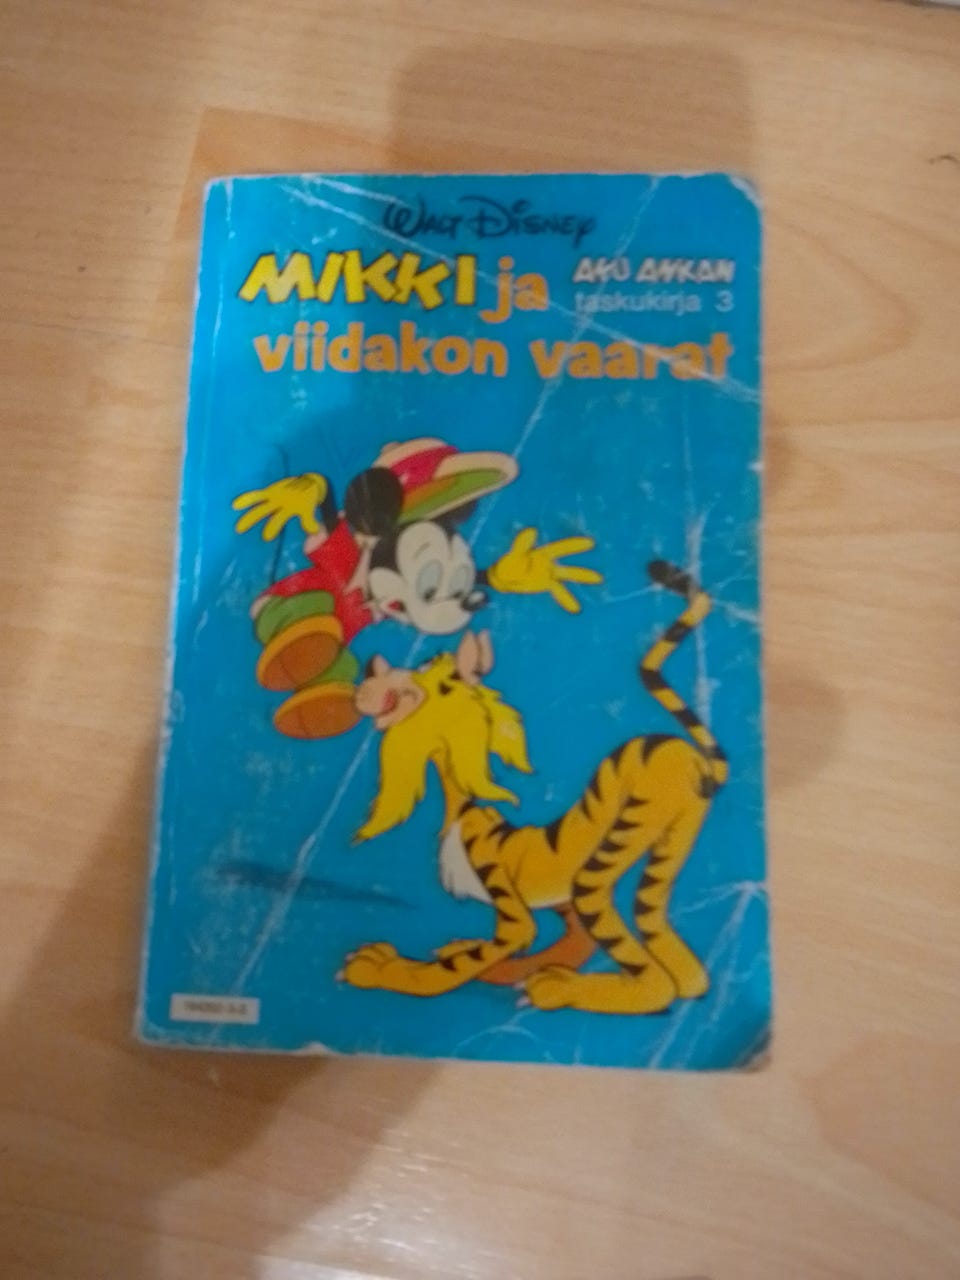 WALT DISNEY
MIKKI ja
AKU ANKAN
taskukirja 3
viidakon vaarat